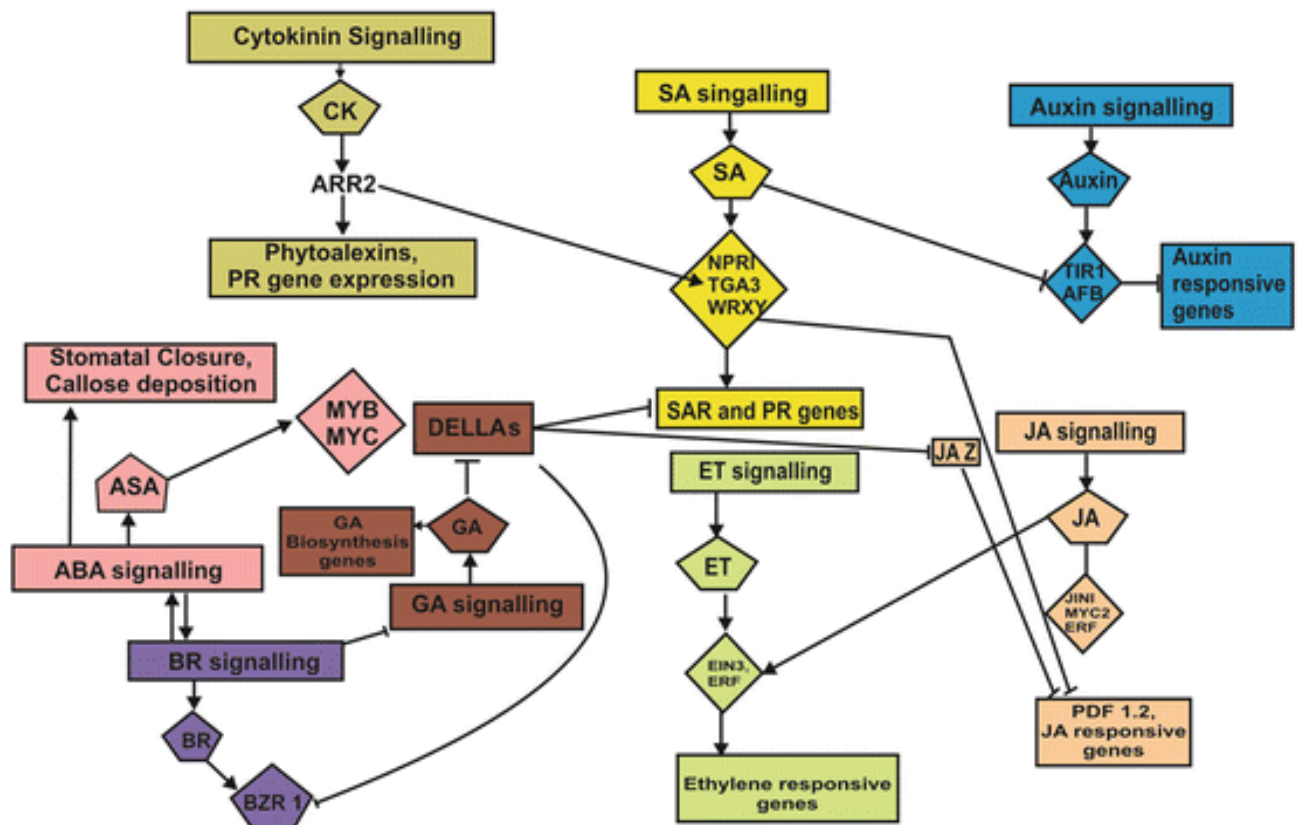 Cytokinin Signalling
CK
ARR2
Phytoalexins,
PR gene expression
SA singalling
SA
NPRI
TGA3
WRXY
SAR and PR genes
Auxin signalling
Auxin
TIR1
AFB
Auxin
responsive
genes
Stomatal Closure,
Callose deposition
MYB
MYC
ASA
ABA signalling
DELLAs
GA
GA
Biosynthesis
genes
GA signalling
BR signalling
BR
BZR 1
ET signalling
ET
EIN3,
ERF
Ethylene responsive
genes
JA Z
JA signalling
JA
JINI
MYC2
ERF
PDF 1.2,
JA responsive
genes